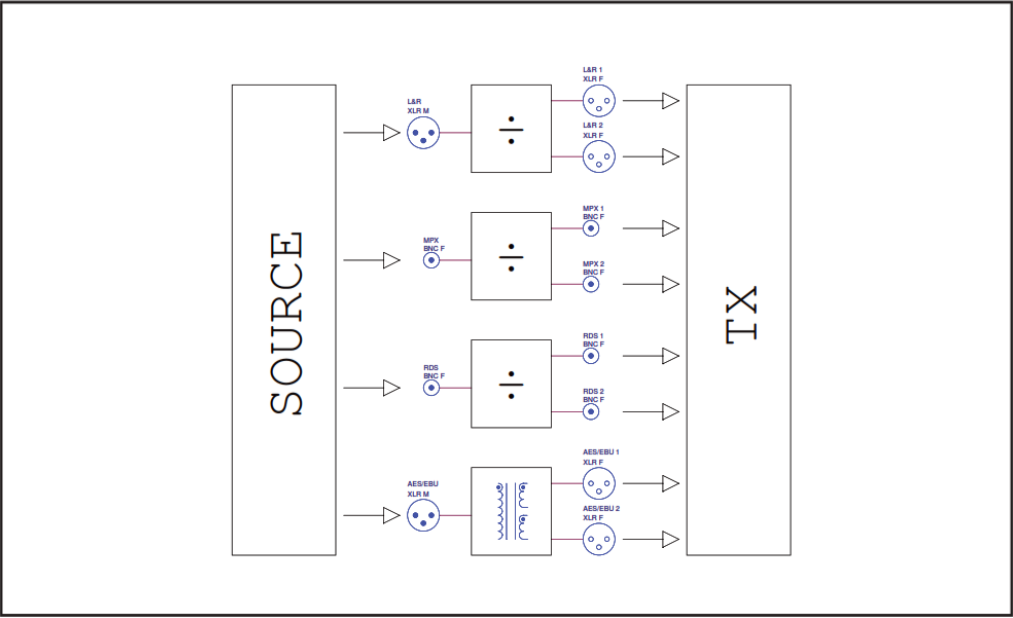 SOURCE
L&R
XLR M
÷
L&R 1
XLR F
L&R 2
XLR F
MPX
BNC F
÷
MPX 1
BNC F
MPX 2
BNC F
RDS
BNC F
÷
RDS 1
BNC F
RDS 2
BNC F
AES/EBU
XLR M
AES/EBU 1
XLR F
AES/EBU 2
XLR F
TX